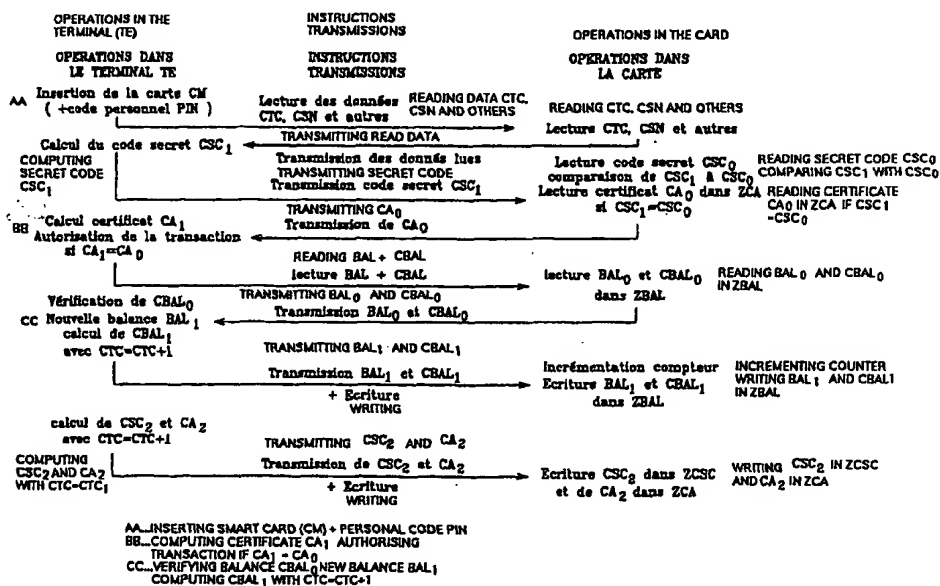 OPERATIONS IN THE
TERMINAL (TE)
INSTRUCTIONS
TRANSMISSIONS
OPERATIONS IN THE CARD
OPERATIONS DANS
LE TERMINAL TE
INSTRUCTIONS
TRANSMISSIONS
OPERATIONS DANS
LA CARTE
AA Insertion de la carte CM
( +code personnel PIN )
Lecture des données
CTC, CSN et autres
READING DATA CTC,
CSN AND OTHERS
READING CTC, CSN AND OTHERS
Lecture CTC, CSN et autres
TRANSMITTING READ DATA
Calcul du code secret CSC₁
COMPUTING
SECRET CODE
CSC₁
Transmission des donnés lues
TRANSMITTING SECRET CODE
Transmission code secret CSC₁
Lecture code secret CSC₀
comparaison de CSC₁ à CSC₀
Lecture certificat CA₀ dans ZCA
si CSC₁=CSC₀
READING SECRET CODE CSC₀
COMPARING CSC₁ WITH CSC₀
READING CERTIFICATE
CA₀ IN ZCA IF CSC₁
=CSC₀
TRANSMITTING CA₀
Transmission de CA₀
BB Calcul certificat CA₁
Autorisation de la transaction
si CA₁=CA₀
READING BAL + CBAL
lecture BAL + CBAL
lecture BAL₀ et CBAL₀
dans ZBAL
READING BAL₀ AND CBAL₀
IN ZBAL
TRANSMITTING BAL₀ AND CBAL₀
Transmission BAL₀ et CBAL₀
Vérification de CBAL₀
CC Nouvelle balance BAL₁
calcul de CBAL₁
avec CTC=CTC+1
TRANSMITTING BAL₁ AND CBAL₁
Transmission BAL₁ et CBAL₁
+ Ecriture
WRITING
Incrémentation compteur
Ecriture BAL₁ et CBAL₁
dans ZBAL
INCREMENTING COUNTER
WRITING BAL₁ AND CBAL1
IN ZBAL
calcul de CSC₂ et CA₂
avec CTC=CTC+1
COMPUTING
CSC₂ AND CA₂
WITH CTC=CTC₁
TRANSMITTING CSC₂ AND CA₂
Transmission de CSC₂ et CA₂
+ Ecriture
WRITING
Ecriture CSC₂ dans ZCSC
et de CA₂ dans ZCA
WRITING CSC₂ IN ZCSC
AND CA₂ IN ZCA
AA...INSERTING SMART CARD (CM) + PERSONAL CODE PIN
BB...COMPUTING CERTIFICATE CA₁ AUTHORISING
TRANSACTION IF CA₁ = CA₀
CC...VERIFYING BALANCE CBAL₀ NEW BALANCE BAL₁
COMPUTING CBAL₁ WITH CTC=CTC+1